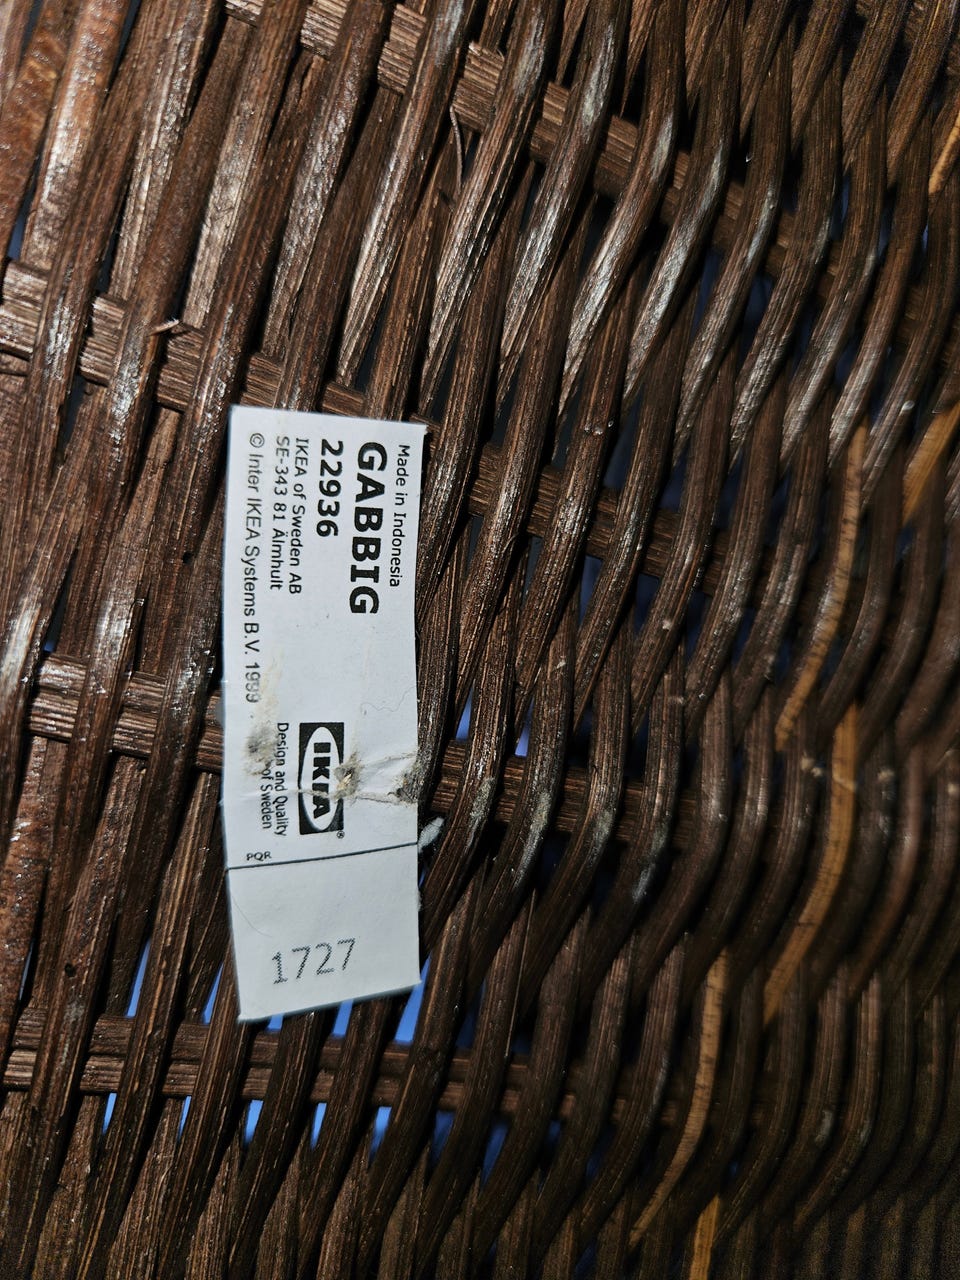 Made in Indonesia
GABBIG
22936
IKEA of Sweden AB
SE-343 81 Älmhult
© Inter IKEA Systems B.V. 1999
IKEA®
Design and Quality
of Sweden
PQR
1727